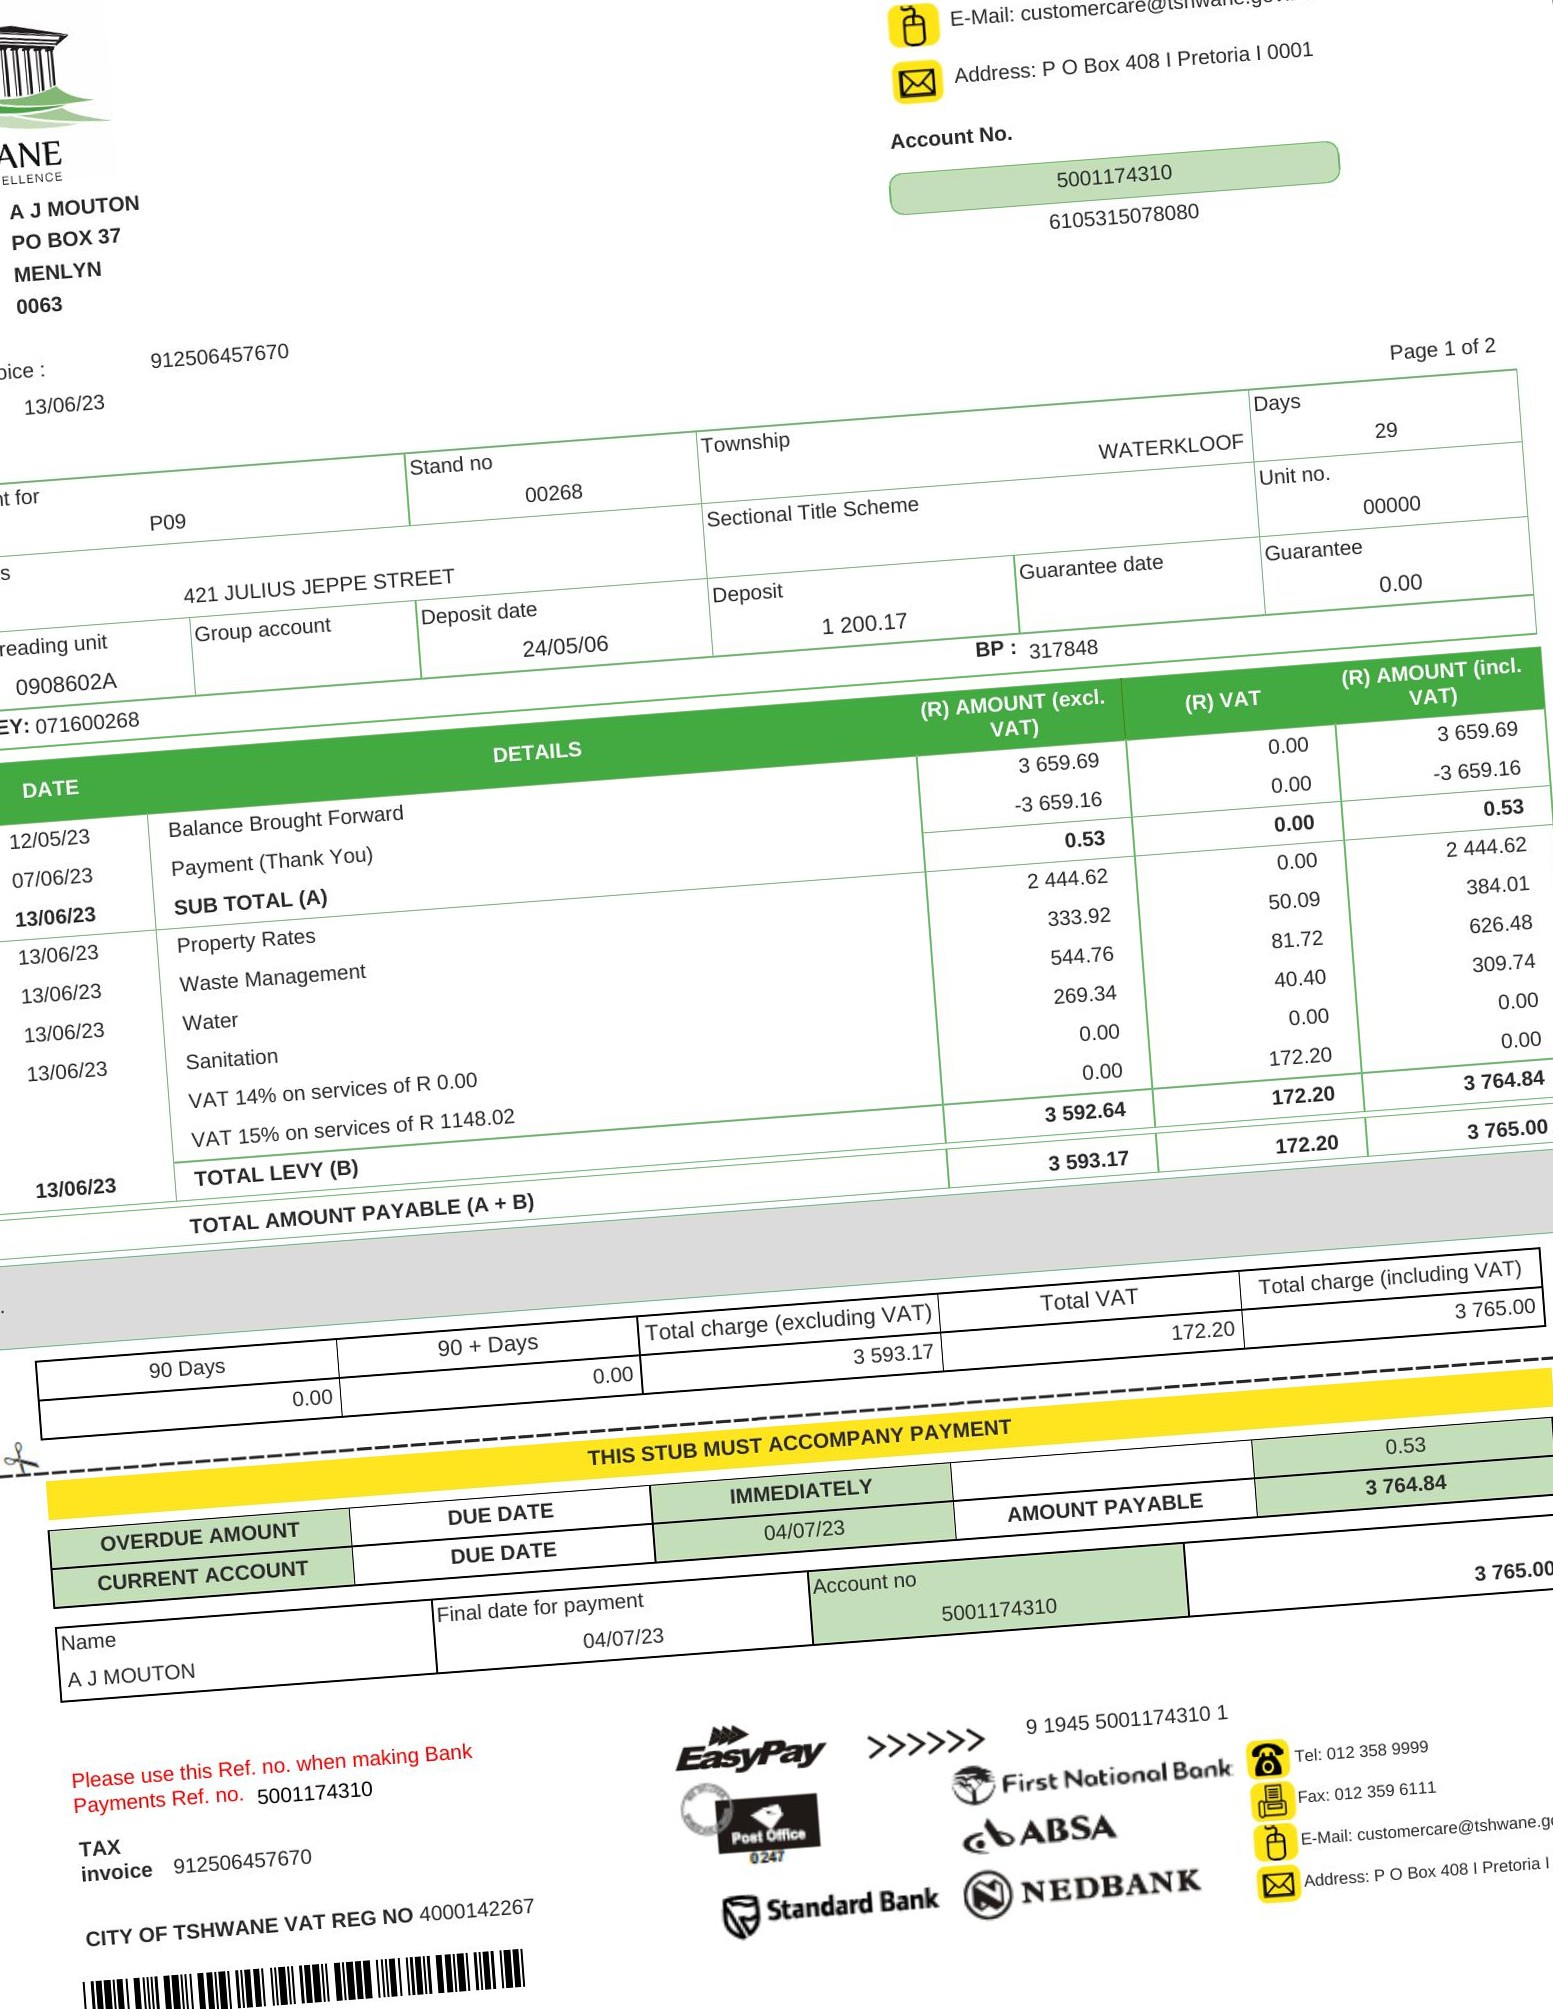 E-Mail: customercare@tshwane.gov.
Address: P O Box 408 I Pretoria I 0001
Account No.
5001174310
6105315078080
ANE
ELLENCE
A J MOUTON
PO BOX 37
MENLYN
0063
oice : 912506457670
13/06/23
Page 1 of 2
nt for P09
Stand no 00268
Township WATERKLOOF
Days 29
s 421 JULIUS JEPPE STREET
Sectional Title Scheme
Unit no. 00000
reading unit 0908602A
Group account
Deposit date 24/05/06
Deposit 1 200.17
Guarantee date
Guarantee 0.00
EY: 071600268 BP : 317848
DATE DETAILS (R) AMOUNT (excl. VAT) (R) VAT (R) AMOUNT (incl. VAT)
12/05/23 Balance Brought Forward 3 659.69 0.00 3 659.69
07/06/23 Payment (Thank You) -3 659.16 0.00 -3 659.16
13/06/23 SUB TOTAL (A) 0.53 0.00 0.53
13/06/23 Property Rates 2 444.62 0.00 2 444.62
13/06/23 Waste Management 333.92 50.09 384.01
13/06/23 Water 544.76 81.72 626.48
13/06/23 Sanitation 269.34 40.40 309.74
VAT 14% on services of R 0.00 0.00 0.00 0.00
VAT 15% on services of R 1148.02 0.00 172.20 0.00
13/06/23 TOTAL LEVY (B) 3 592.64 172.20 3 764.84
TOTAL AMOUNT PAYABLE (A + B) 3 593.17 172.20 3 765.00
.
90 Days 90 + Days Total charge (excluding VAT) Total VAT Total charge (including VAT)
0.00 0.00 3 593.17 172.20 3 765.00
THIS STUB MUST ACCOMPANY PAYMENT
OVERDUE AMOUNT DUE DATE IMMEDIATELY 0.53
CURRENT ACCOUNT DUE DATE 04/07/23 AMOUNT PAYABLE 3 764.84
Name Final date for payment Account no
A J MOUTON 04/07/23 5001174310 3 765.00
Please use this Ref. no. when making Bank
Payments Ref. no. 5001174310
TAX
invoice 912506457670
CITY OF TSHWANE VAT REG NO 4000142267
EasyPay >>>>>> 9 1945 5001174310 1
Post Office
0247
Standard Bank
First National Bank
ABSA
NEDBANK
Tel: 012 358 9999
Fax: 012 359 6111
E-Mail: customercare@tshwane.go
Address: P O Box 408 I Pretoria I